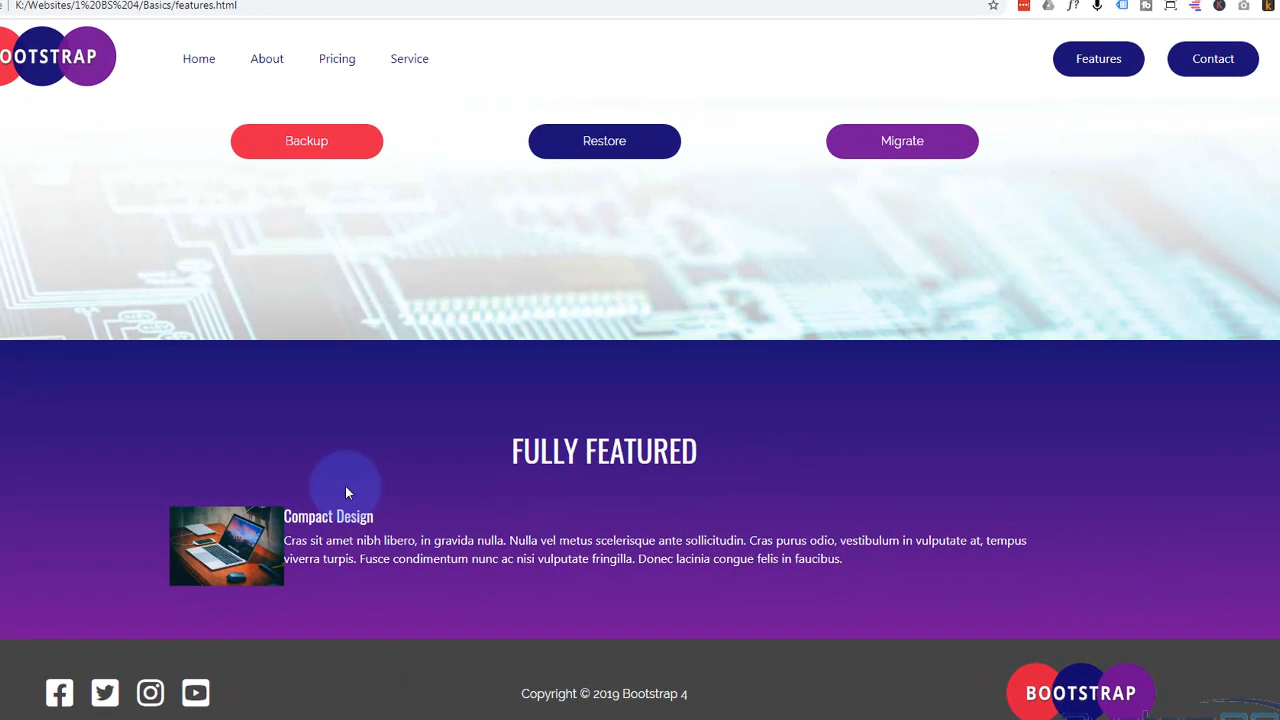 K:/Websites/1%20BS%204/Basics/features.html
OOTSTRAP
Home
About
Pricing
Service
Features
Contact
Backup
Restore
Migrate
FULLY FEATURED
Compact Design
Cras sit amet nibh libero, in gravida nulla. Nulla vel metus scelerisque ante sollicitudin. Cras purus odio, vestibulum in vulputate at, tempus
viverra turpis. Fusce condimentum nunc ac nisi vulputate fringilla. Donec lacinia congue felis in faucibus.
Copyright © 2019 Bootstrap 4
BOOTSTRAP